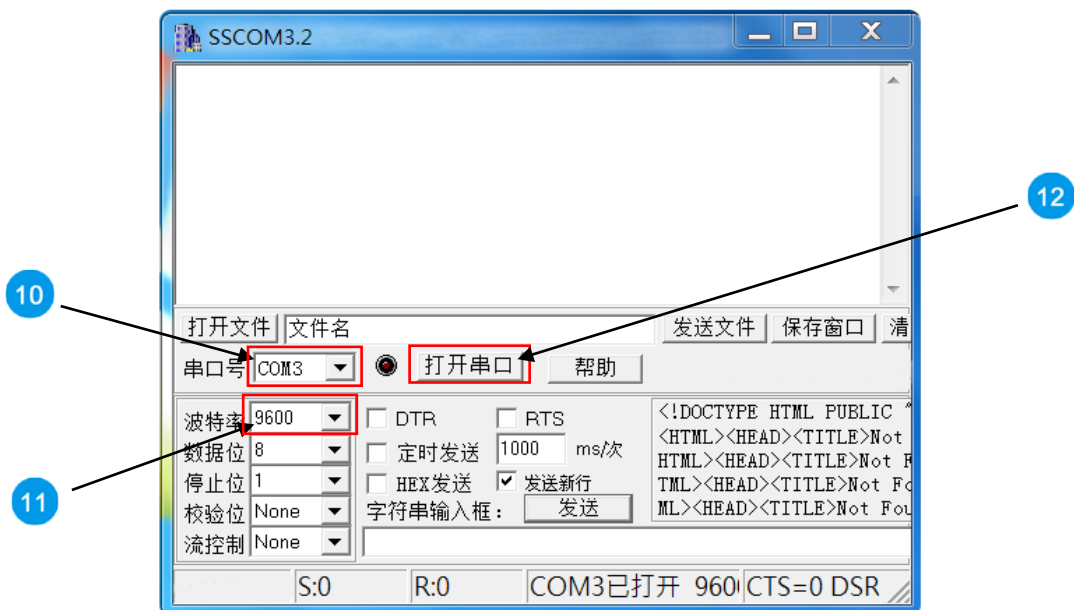 SSCOM3.2
12
10
打开文件 文件名 发送文件 保存窗口 清
串口号 COM3 打开串口 帮助
波特率 9600 DTR RTS
数据位 8 定时发送 1000 ms/次
停止位 1 HEX发送 发送新行
11
校验位 None 字符串输入框： 发送
流控制 None
<!DOCTYPE HTML PUBLIC "
<HTML><HEAD><TITLE>Not
HTML><HEAD><TITLE>Not F
TML><HEAD><TITLE>Not Fo
ML><HEAD><TITLE>Not Fou
S:0 R:0 COM3已打开 960 CTS=0 DSR